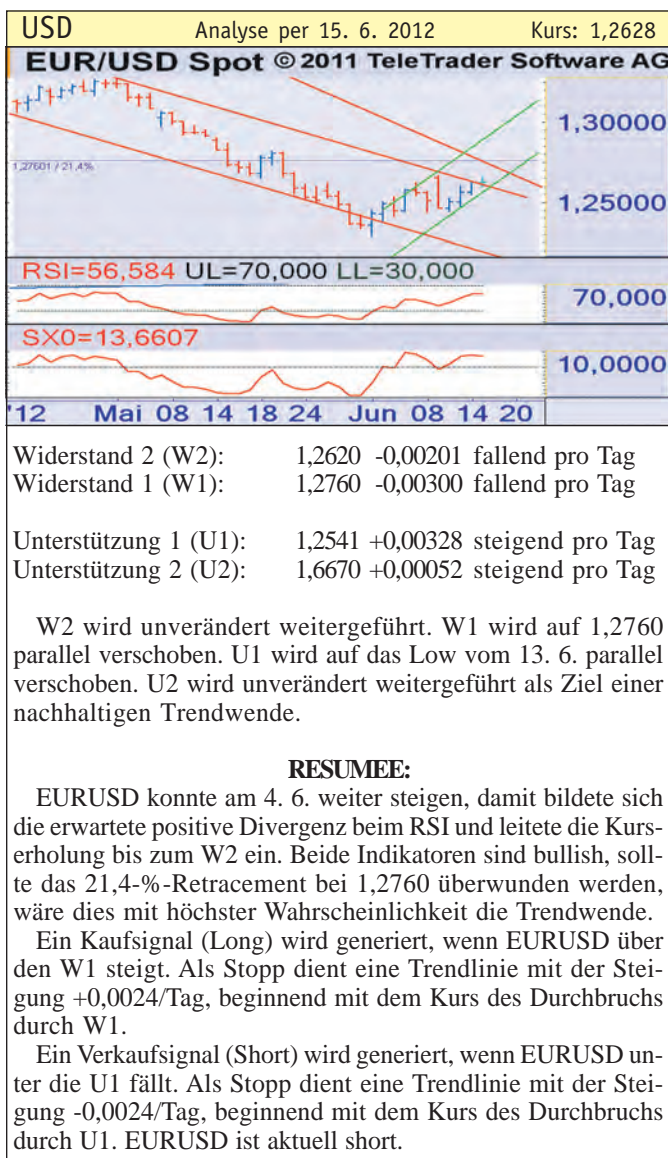 USD Analyse per 15. 6. 2012 Kurs: 1,2628
EUR/USD Spot © 2011 TeleTrader Software AG
1,30000
1,27601 / 21,4%
1,25000
RSI=56,584 UL=70,000 LL=30,000
70,000
SX0=13,6607
10,0000
'12 Mai 08 14 18 24 Jun 08 14 20
Widerstand 2 (W2): 1,2620 -0,00201 fallend pro Tag
Widerstand 1 (W1): 1,2760 -0,00300 fallend pro Tag
Unterstützung 1 (U1): 1,2541 +0,00328 steigend pro Tag
Unterstützung 2 (U2): 1,6670 +0,00052 steigend pro Tag
W2 wird unverändert weitergeführt. W1 wird auf 1,2760
parallel verschoben. U1 wird auf das Low vom 13. 6. parallel
verschoben. U2 wird unverändert weitergeführt als Ziel einer
nachhaltigen Trendwende.
RESUMEE:
EURUSD konnte am 4. 6. weiter steigen, damit bildete sich
die erwartete positive Divergenz beim RSI und leitete die Kurs-
erholung bis zum W2 ein. Beide Indikatoren sind bullish, soll-
te das 21,4-%-Retracement bei 1,2760 überwunden werden,
wäre dies mit höchster Wahrscheinlichkeit die Trendwende.
Ein Kaufsignal (Long) wird generiert, wenn EURUSD über
den W1 steigt. Als Stopp dient eine Trendlinie mit der Stei-
gung +0,0024/Tag, beginnend mit dem Kurs des Durchbruchs
durch W1.
Ein Verkaufsignal (Short) wird generiert, wenn EURUSD un-
ter die U1 fällt. Als Stopp dient eine Trendlinie mit der Stei-
gung -0,0024/Tag, beginnend mit dem Kurs des Durchbruchs
durch U1. EURUSD ist aktuell short.